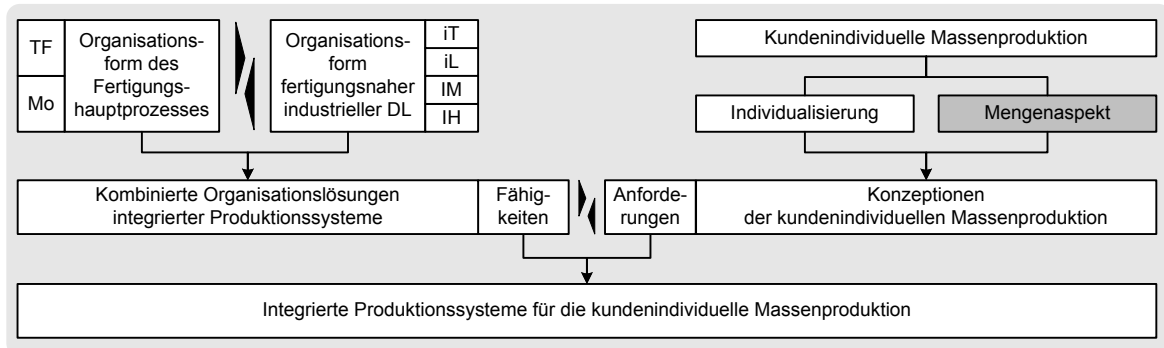 TF
Mo
Organisations-
form des
Fertigungs-
hauptprozesses
Organisations-
form
fertigungsnaher
industrieller DL
iT
iL
IM
IH
Kundenindividuelle Massenproduktion
Individualisierung
Mengenaspekt
Kombinierte Organisationslösungen
integrierter Produktionssysteme
Fähig-
keiten
Anforde-
rungen
Konzeptionen
der kundenindividuellen Massenproduktion
Integrierte Produktionssysteme für die kundenindividuelle Massenproduktion